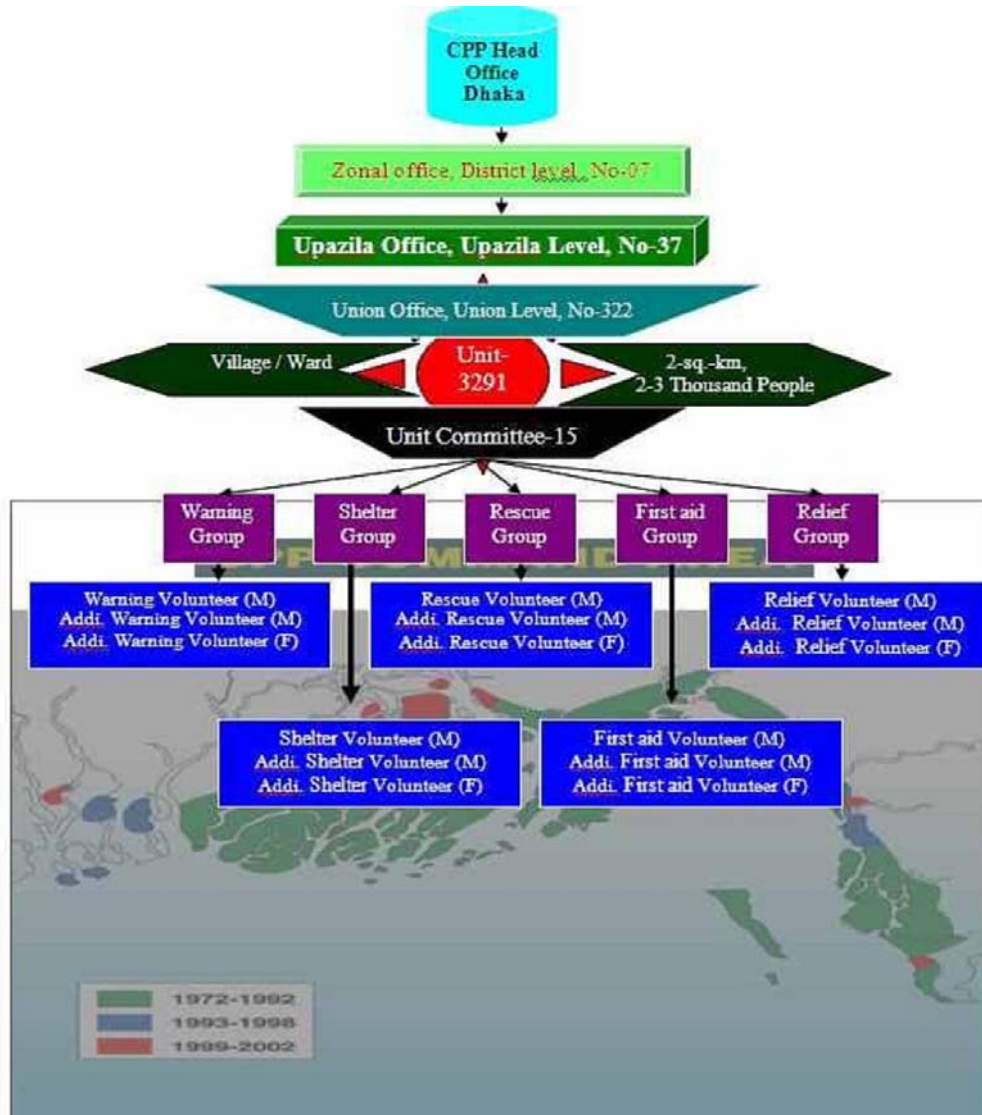 CPP Head
Office
Dhaka
Zonal office, District level, No-07
Upazila Office, Upazila Level, No-37
Union Office, Union Level, No-322
Village / Ward
Unit-
3291
2-sq.-km,
2-3 Thousand People
Unit Committee-15
Warning
Group
Shelter
Group
Rescue
Group
First aid
Group
Relief
Group
Warning Volunteer (M)
Addi. Warning Volunteer (M)
Addi. Warning Volunteer (F)
Rescue Volunteer (M)
Addi. Rescue Volunteer (M)
Addi. Rescue Volunteer (F)
Relief Volunteer (M)
Addi. Relief Volunteer (M)
Addi. Relief Volunteer (F)
Shelter Volunteer (M)
Addi. Shelter Volunteer (M)
Addi. Shelter Volunteer (F)
First aid Volunteer (M)
Addi. First aid Volunteer (M)
Addi. First aid Volunteer (F)
1972-1992
1993-1998
1999-2002